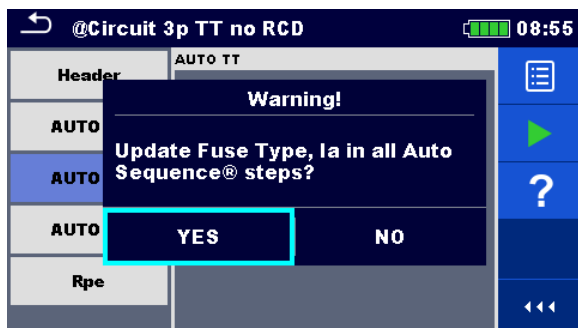 @Circuit 3p TT no RCD
08:55
Header
AUTO TT
Warning!
AUTO
Update Fuse Type, Ia in all Auto
Sequence® steps?
AUTO
?
AUTO
YES
NO
Rpe